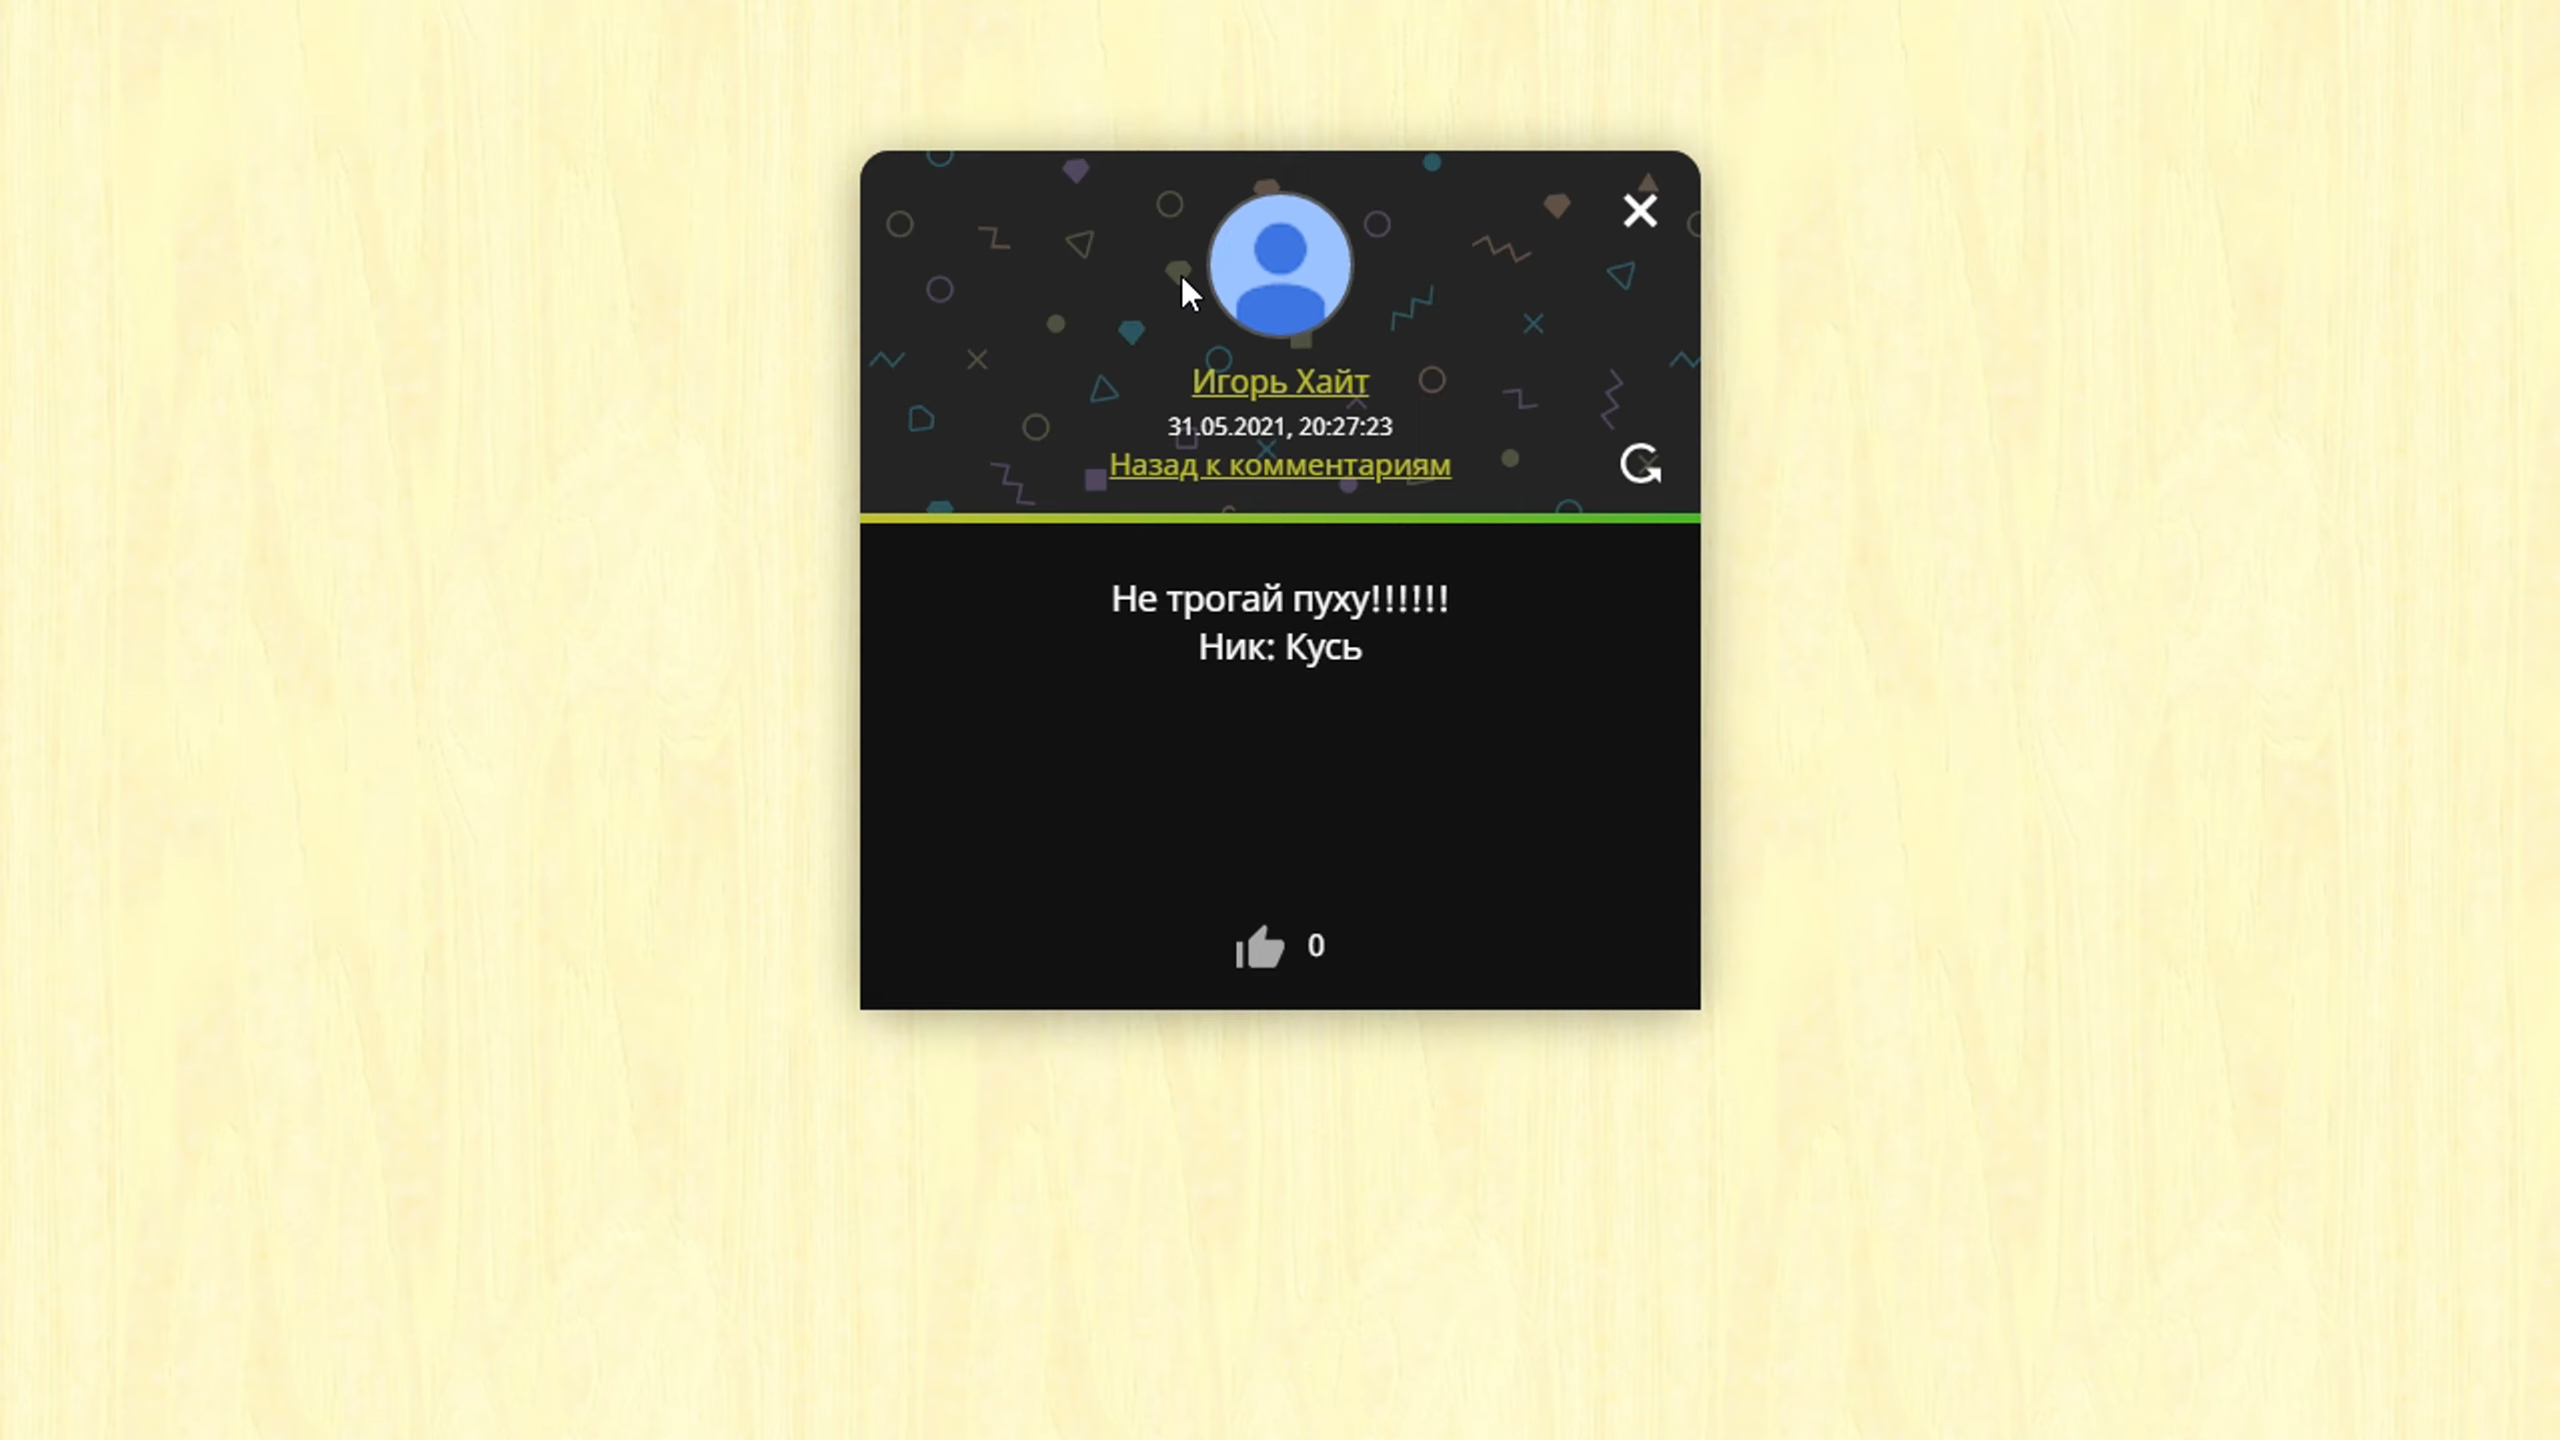 Игорь Хайт
31.05.2021, 20:27:23
Назад к комментариям
Не трогай пуху!!!!!!
Ник: Кусь
0